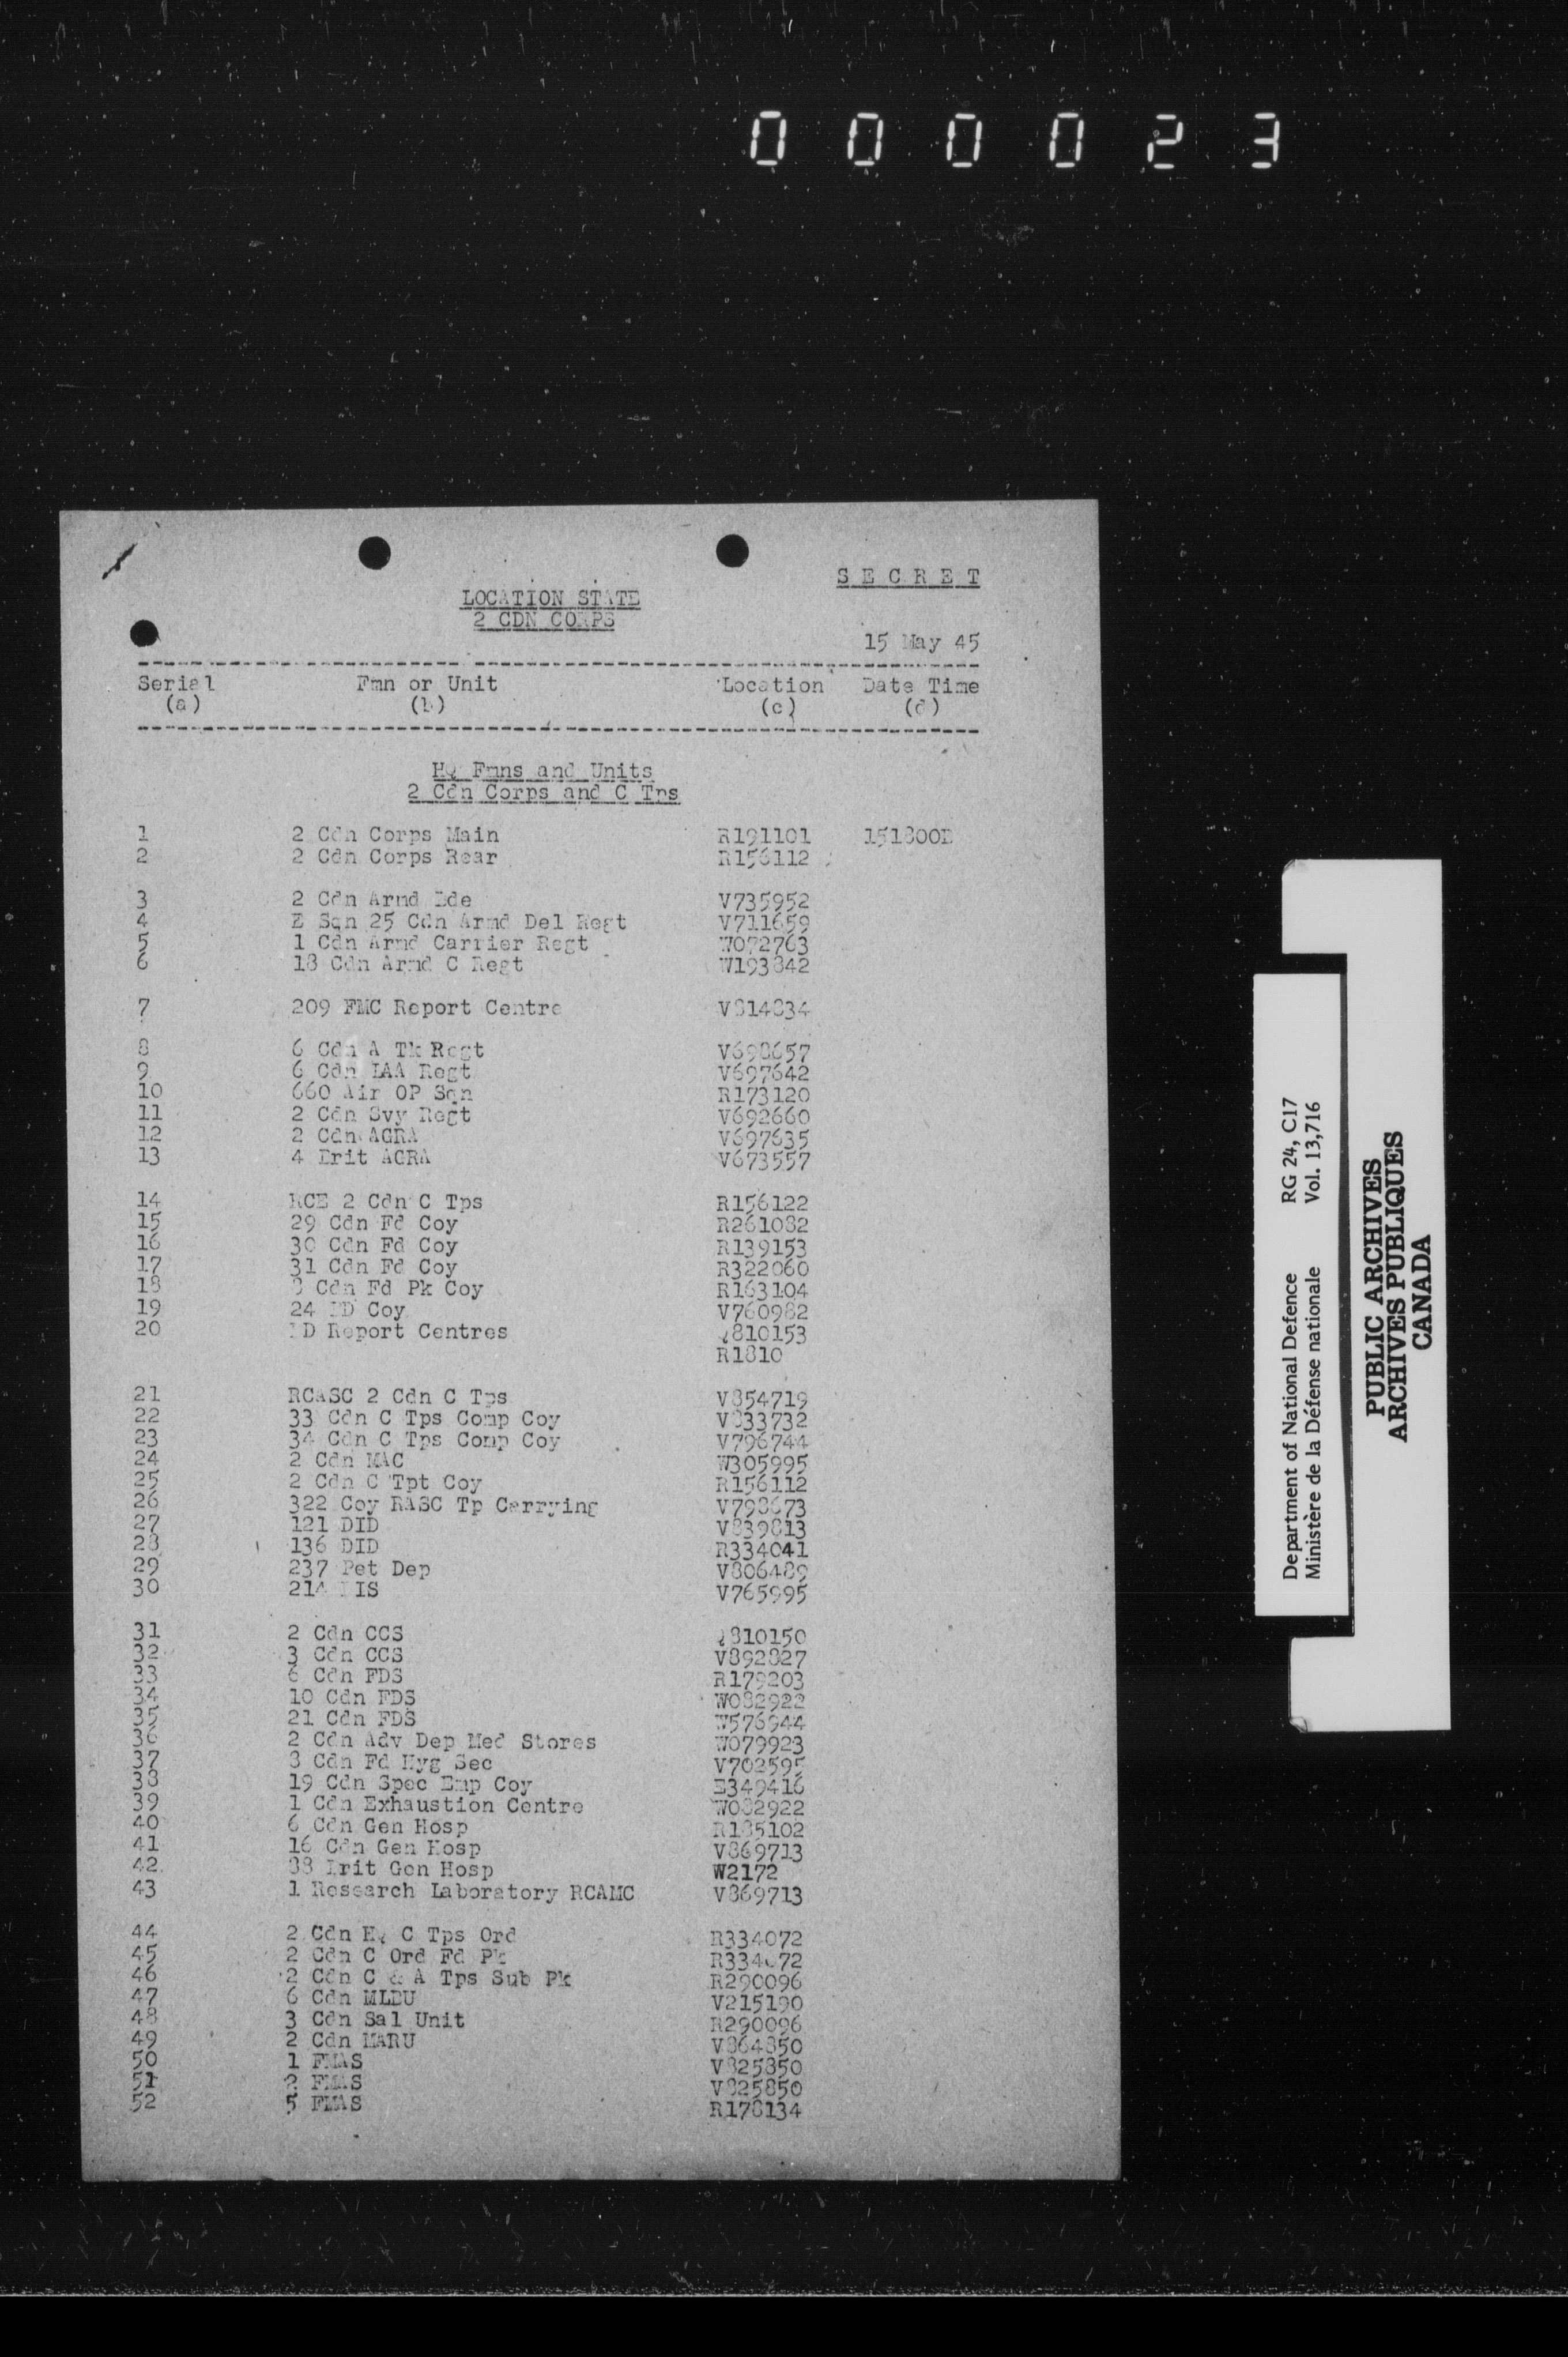 000023
SECRET
LOCATION STATE
2 CDN CORPS
15 May 45
Serial Fmn or Unit Location Date Time
(a) (b) (c) (d)
HQ Fmns and Units
2 Cdn Corps and C Tps
1 2 Cdn Corps Main R191101 151800B
2 2 Cdn Corps Rear R156112
3 2 Cdn Armd Bde V735952
4 E Sqn 25 Cdn Armd Del Regt V711659
5 1 Cdn Armd Carrier Regt W072763
6 18 Cdn Armd C Regt W193842
7 209 FMC Report Centre V814834
8 6 Cdn A Tk Regt V698657
9 6 Cdn LAA Regt V697642
10 660 Air OP Sqn R173120
11 2 Cdn Svy Regt V692660
12 2 Cdn AGRA V697635
13 4 Brit AGRA V673557
14 RCE 2 Cdn C Tps R156122
15 29 Cdn Fd Coy R261082
16 30 Cdn Fd Coy R139153
17 31 Cdn Fd Coy R322060
18 8 Cdn Fd Pk Coy R163104
19 24 BD Coy V760982
20 BD Report Centres Q810153
R1810
21 RCASC 2 Cdn C Tps V854719
22 33 Cdn C Tps Comp Coy V833732
23 34 Cdn C Tps Comp Coy V796744
24 2 Cdn MAC W305995
25 2 Cdn C Tpt Coy R156112
26 322 Coy RASC Tp Carrying V798673
27 121 DID V839813
28 136 DID R334041
29 237 Pet Dep V806489
30 214 DIS V765995
31 2 Cdn CCS Q810150
32 3 Cdn CCS V892827
33 6 Cdn FDS R179203
34 10 Cdn FDS W082922
35 21 Cdn FDS W576944
36 2 Cdn Adv Dep Med Stores W079923
37 8 Cdn Fd Hyg Sec V702595
38 19 Cdn Spec Emp Coy E349416
39 1 Cdn Exhaustion Centre W082922
40 6 Cdn Gen Hosp R185102
41 16 Cdn Gen Hosp V869713
42 88 Brit Gen Hosp W2172
43 1 Research Laboratory RCAMC V869713
44 2 Cdn HQ C Tps Ord R334072
45 2 Cdn C Ord Fd Pk R334072
46 2 Cdn C & A Tps Sub Pk R290096
47 6 Cdn MLBU V215190
48 3 Cdn Sal Unit R290096
49 2 Cdn MARU V864850
50 1 FMAS V825850
51 2 FMAS V825850
52 5 FMAS R178134
Department of National Defence RG 24, C17
Ministère de la Défense nationale Vol. 13,716
PUBLIC ARCHIVES
ARCHIVES PUBLIQUES
CANADA